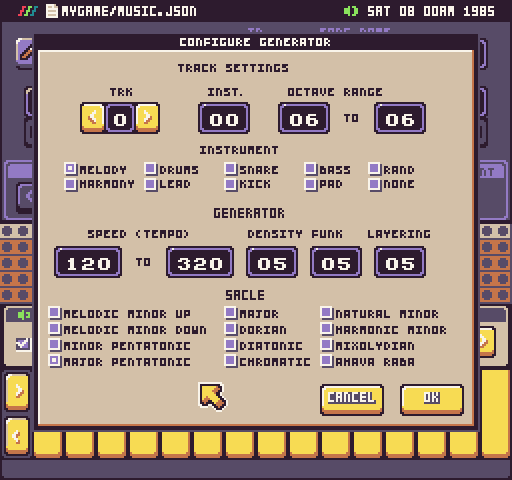 MYGAME/MUSIC.JSON SAT 08 00AM 1985
CONFIGURE GENERATOR
TRACK SETTINGS
TRK INST. OCTAVE RANGE
< 0 > 00 06 TO 06
INSTRUMENT
MELODY DRUMS SNARE BASS RAND
HARMONY LEAD KICK PAD NONE
GENERATOR
SPEED (TEMPO) DENSITY FUNK LAYERING
120 TO 320 05 05 05
SACLE
MELODIC MINOR UP MAJOR NATURAL MINOR
MELODIC MINOR DOWN DORIAN HARMONIC MINOR
MINOR PENTATONIC DIATONIC MIXOLYDIAN
MAJOR PENTATONIC CHROMATIC AHAVA RABA
CANCEL OK